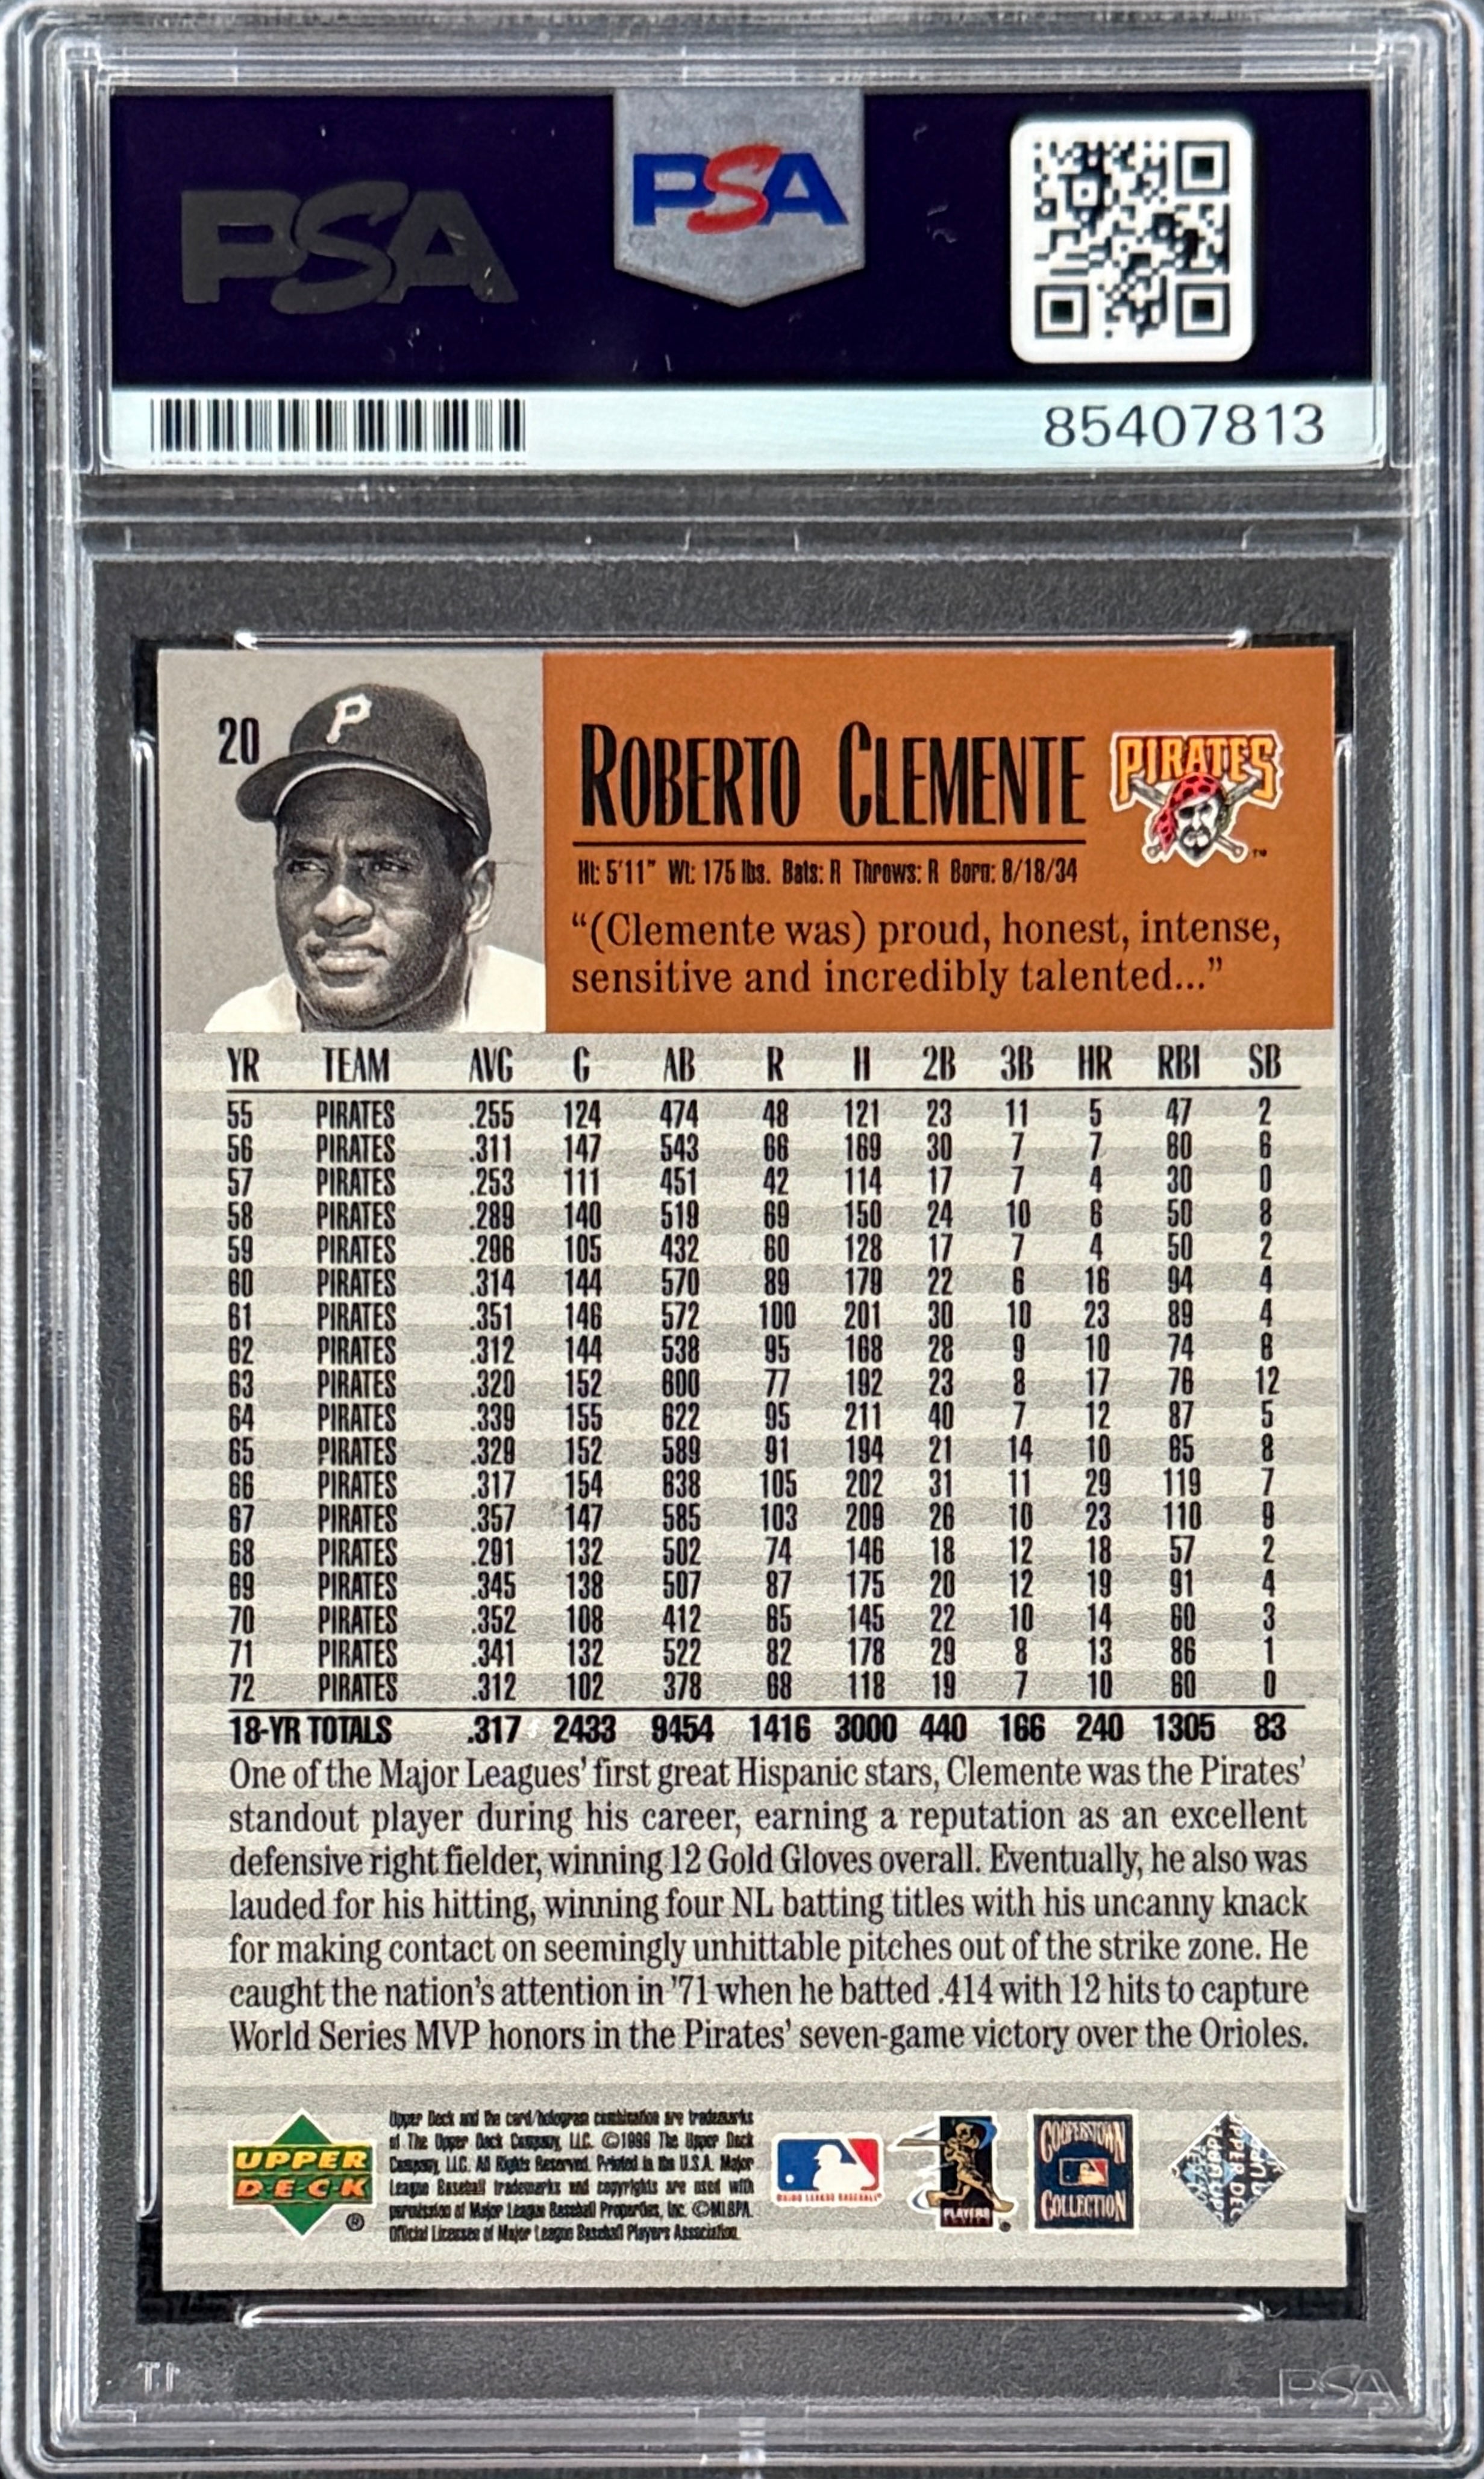 PSA
PSA
85407813
20
ROBERTO CLEMENTE
PIRATES™
Ht: 5'11" Wt: 175 lbs. Bats: R Throws: R Born: 8/18/34
"(Clemente was) proud, honest, intense,
sensitive and incredibly talented..."
YR TEAM AVG G AB R H 2B 3B HR RBI SB
55 PIRATES .255 124 474 48 121 23 11 5 47 2
56 PIRATES .311 147 543 66 169 30 7 7 60 6
57 PIRATES .253 111 451 42 114 17 7 4 30 0
58 PIRATES .289 140 519 69 150 24 10 6 50 8
59 PIRATES .296 105 432 60 128 17 7 4 50 2
60 PIRATES .314 144 570 89 179 22 6 16 94 4
61 PIRATES .351 146 572 100 201 30 10 23 89 4
62 PIRATES .312 144 538 95 168 28 9 10 74 6
63 PIRATES .320 152 600 77 192 23 8 17 76 12
64 PIRATES .339 155 622 95 211 40 7 12 87 5
65 PIRATES .329 152 589 91 194 21 14 10 65 8
66 PIRATES .317 154 638 105 202 31 11 29 119 7
67 PIRATES .357 147 585 103 209 26 10 23 110 9
68 PIRATES .291 132 502 74 146 18 12 18 57 2
69 PIRATES .345 138 507 87 175 20 12 19 91 4
70 PIRATES .352 108 412 65 145 22 10 14 60 3
71 PIRATES .341 132 522 82 178 29 8 13 86 1
72 PIRATES .312 102 378 68 118 19 7 10 60 0
18-YR TOTALS .317 2433 9454 1416 3000 440 166 240 1305 83
One of the Major Leagues' first great Hispanic stars, Clemente was the Pirates'
standout player during his career, earning a reputation as an excellent
defensive right fielder, winning 12 Gold Gloves overall. Eventually, he also was
lauded for his hitting, winning four NL batting titles with his uncanny knack
for making contact on seemingly unhittable pitches out of the strike zone. He
caught the nation's attention in '71 when he batted .414 with 12 hits to capture
World Series MVP honors in the Pirates' seven-game victory over the Orioles.
UPPER
DECK®
Upper Deck and the card/hologram combination are trademarks
of The Upper Deck Company, LLC. ©1999 The Upper Deck
Company, LLC. All Rights Reserved. Printed in the U.S.A. Major
League Baseball trademarks and copyrights are used with
permission of Major League Baseball Properties, Inc. ©MLBPA.
Official Licensee of Major League Baseball Players Association.
MAJOR LEAGUE BASEBALL®
PLAYERS®
COOPERSTOWN
COLLECTION
UPPER DECK
PSA